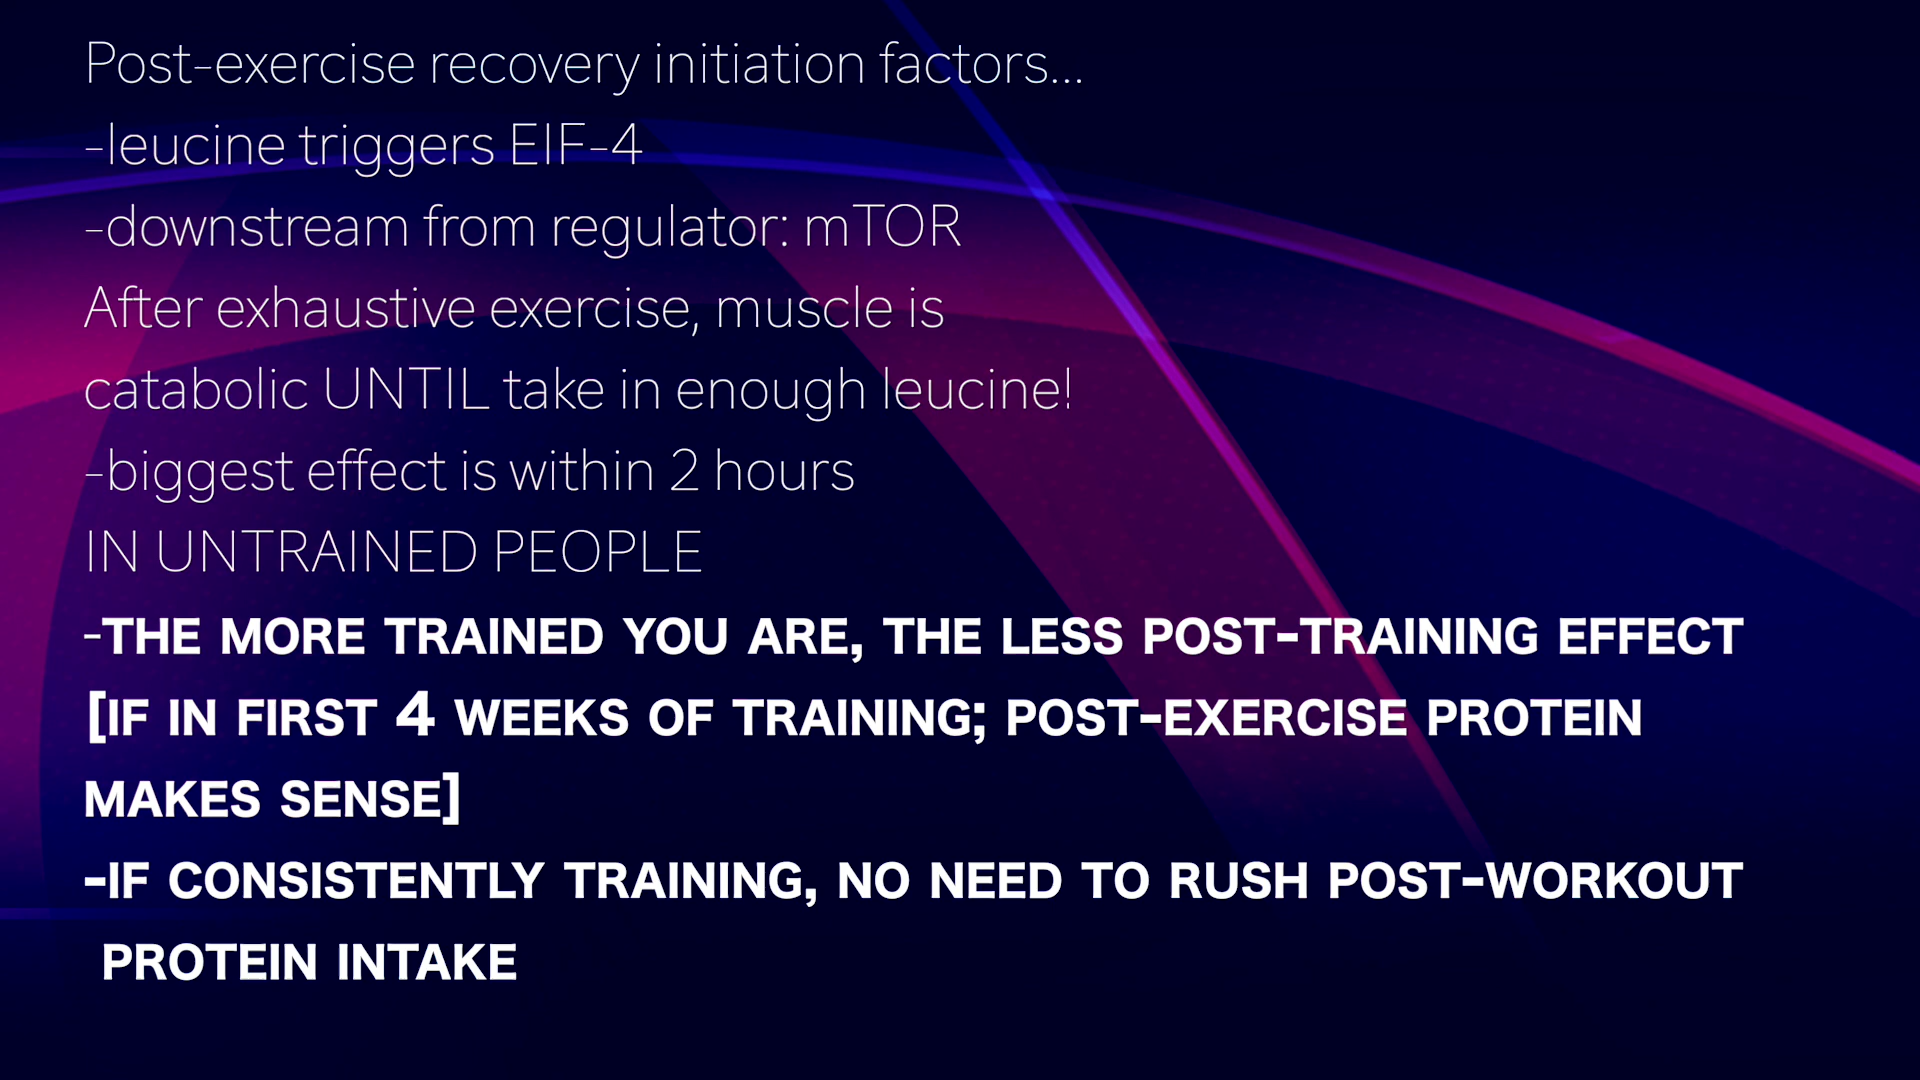 Post-exercise recovery initiation factors...
-leucine triggers EIF-4
-downstream from regulator: mTOR
After exhaustive exercise, muscle is
catabolic UNTIL take in enough leucine!
-biggest effect is within 2 hours
IN UNTRAINED PEOPLE
-THE MORE TRAINED YOU ARE, THE LESS POST-TRAINING EFFECT
[IF IN FIRST 4 WEEKS OF TRAINING; POST-EXERCISE PROTEIN
MAKES SENSE]
-IF CONSISTENTLY TRAINING, NO NEED TO RUSH POST-WORKOUT
PROTEIN INTAKE